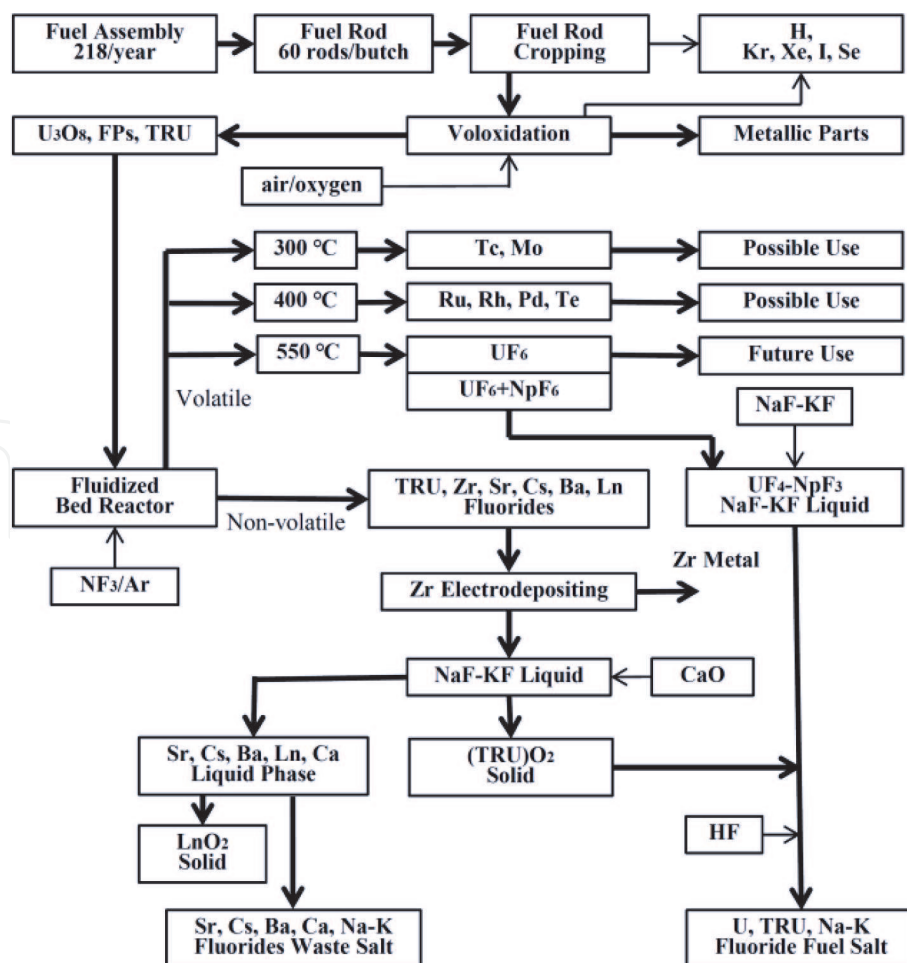 Fuel Assembly
218/year
Fuel Rod
60 rods/butch
Fuel Rod
Cropping
H,
Kr, Xe, I, Se
U₃O₈, FPs, TRU
Voloxidation
Metallic Parts
air/oxygen
300 °C
Tc, Mo
Possible Use
400 °C
Ru, Rh, Pd, Te
Possible Use
550 °C
UF₆
Future Use
UF₆+NpF₆
Volatile
NaF-KF
Fluidized
Bed Reactor
Non-volatile
TRU, Zr, Sr, Cs, Ba, Ln
Fluorides
UF₄-NpF₃
NaF-KF Liquid
NF₃/Ar
Zr Electrodepositing
Zr Metal
NaF-KF Liquid
CaO
Sr, Cs, Ba, Ln, Ca
Liquid Phase
(TRU)O₂
Solid
LnO₂
Solid
HF
Sr, Cs, Ba, Ca, Na-K
Fluorides Waste Salt
U, TRU, Na-K
Fluoride Fuel Salt